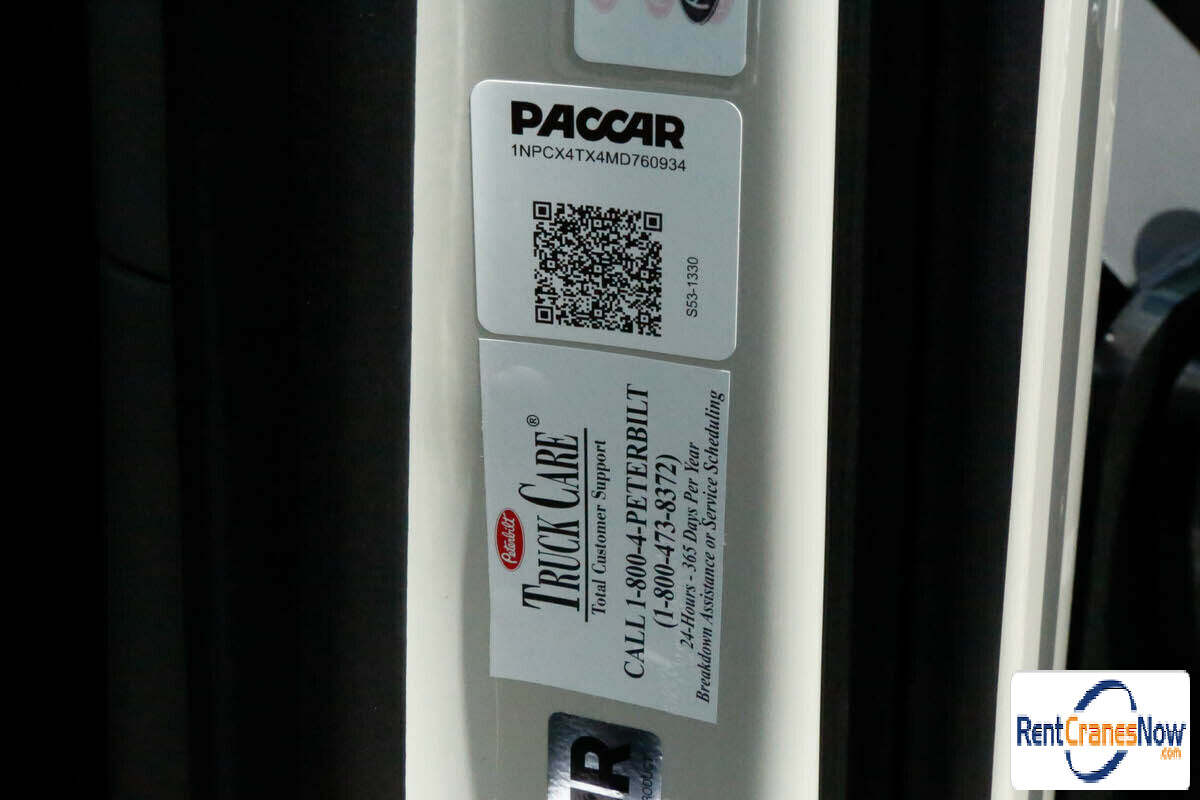 PACCAR
1NPCX4TX4MD760934
S53-1330
Peterbilt
TRUCK CARE®
Total Customer Support
CALL 1-800-4-PETERBILT
(1-800-473-8372)
24-Hours - 365 Days Per Year
Breakdown Assistance or Service Scheduling
RentCranesNow
.com